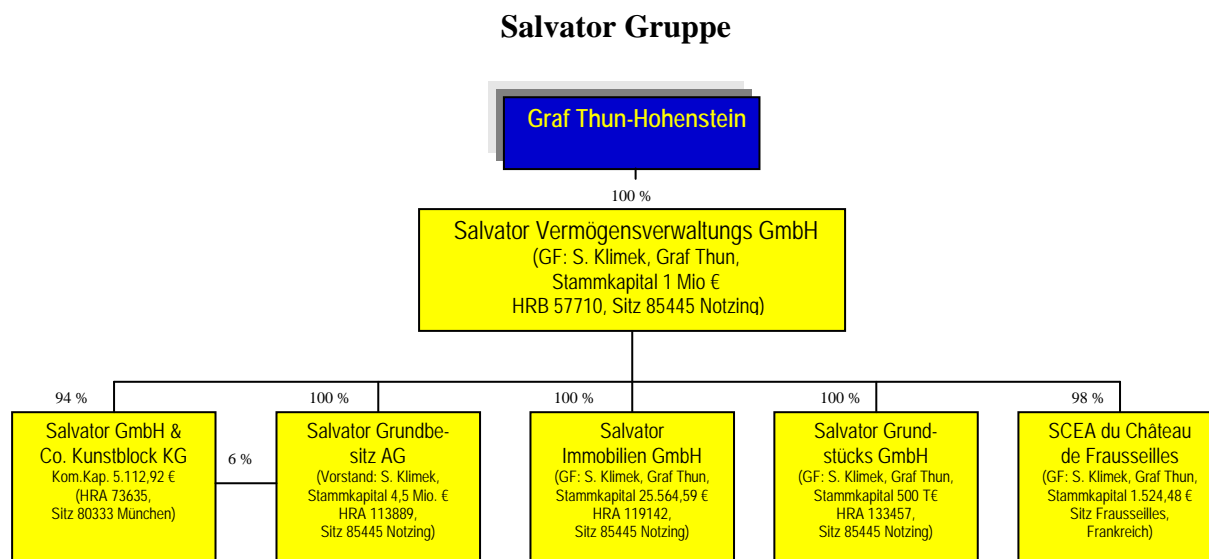 Salvator Gruppe
Graf Thun-Hohenstein
100 %
Salvator Vermögensverwaltungs GmbH
(GF: S. Klimek, Graf Thun,
Stammkapital 1 Mio €
HRB 57710, Sitz 85445 Notzing)
94 %
Salvator GmbH &
Co. Kunstblock KG
Kom.Kap. 5.112,92 €
(HRA 73635,
Sitz 80333 München)
6 %
100 %
Salvator Grundbe-
sitz AG
(Vorstand: S. Klimek,
Stammkapital 4,5 Mio. €
HRA 113889,
Sitz 85445 Notzing)
100 %
Salvator
Immobilien GmbH
(GF: S. Klimek, Graf Thun,
Stammkapital 25.564,59 €
HRA 119142,
Sitz 85445 Notzing)
100 %
Salvator Grund-
stücks GmbH
(GF: S. Klimek, Graf Thun,
Stammkapital 500 T€
HRA 133457,
Sitz 85445 Notzing)
98 %
SCEA du Château
de Frausseilles
(GF: S. Klimek, Graf Thun,
Stammkapital 1.524,48 €
Sitz Frausseilles,
Frankreich)